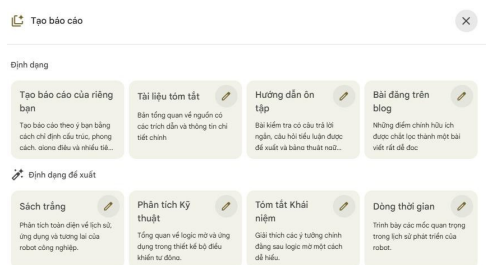 Tạo báo cáo
Định dạng
Tạo báo cáo của riêng bạn
Tạo báo cáo theo ý bạn bằng
cách chỉ định cấu trúc, phong
cách, giọng điệu và nhiều tiê...
Tài liệu tóm tắt
Bản tổng quan về nguồn có
các trích dẫn và thông tin chi
tiết chính
Hướng dẫn ôn
tập
Bài kiểm tra có câu trả lời
ngắn, câu hỏi tiểu luận được
đề xuất và bảng thuật ngữ...
Bài đăng trên
blog
Những điểm chính hữu ích
được chắt lọc thành một bài
viết rất dễ đọc
Định dạng đề xuất
Sách trắng
Phân tích toàn diện về lịch sử,
ứng dụng và tương lai của
robot công nghiệp.
Phân tích Kỹ
thuật
Tổng quan về logic mờ và ứng
dụng trong thiết kế bộ điều
khiển tự động.
Tóm tắt Khái
niệm
Giải thích các ý tưởng chính
đằng sau logic mờ một cách
dễ hiểu.
Dòng thời gian
Trình bày các mốc quan trọng
trong lịch sử phát triển của
robot.